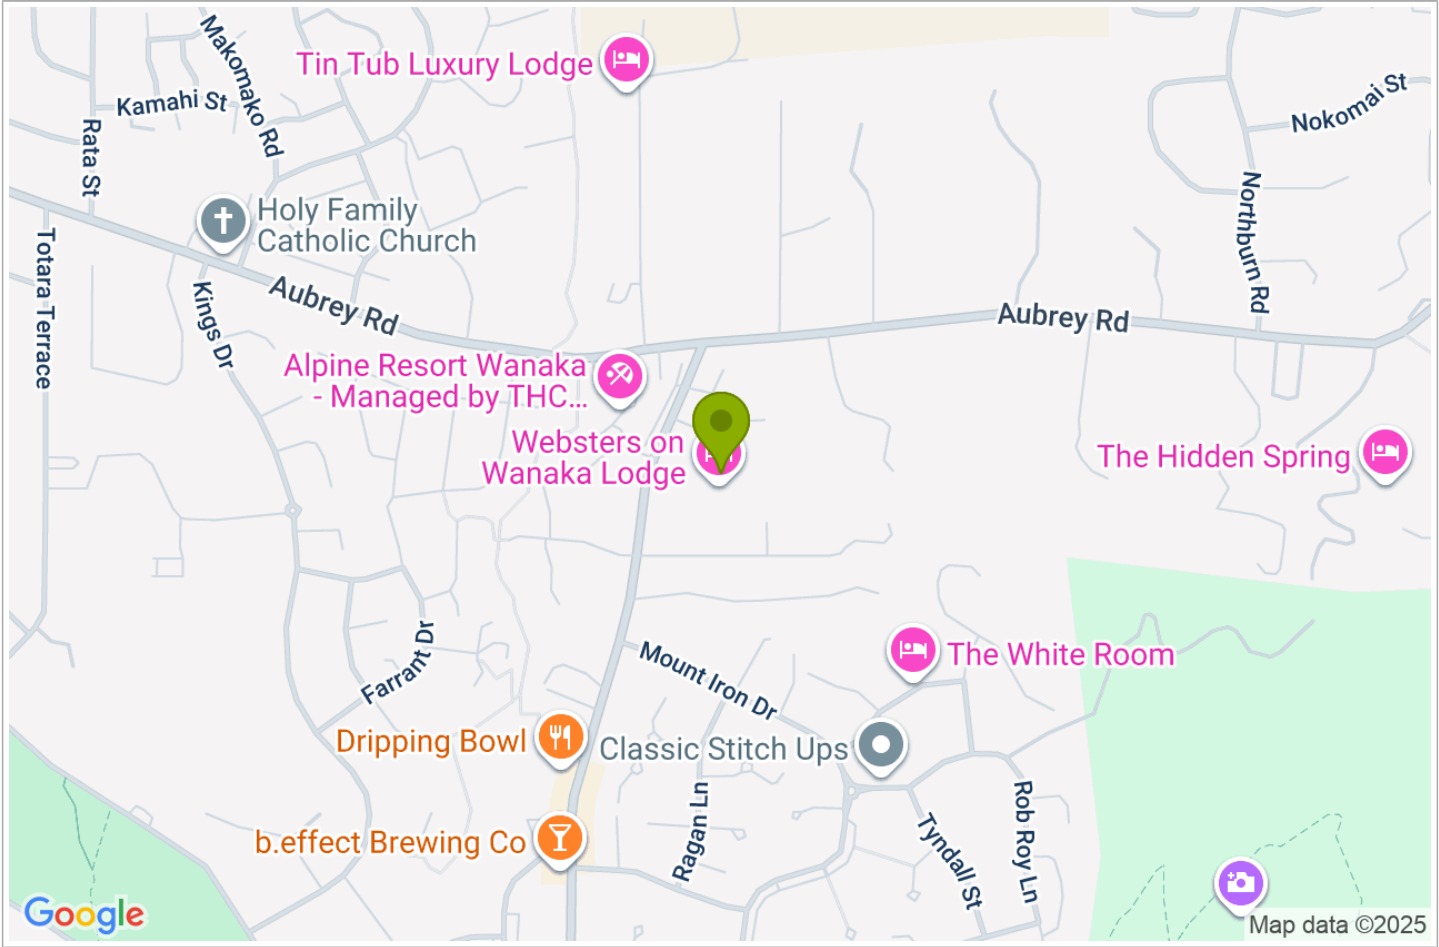 Makomako Rd
Tin Tub Luxury Lodge
Kamahi St
Nokomai St
Rata St
Holy Family
Catholic Church
Northburn Rd
Totara Terrace
Kings Dr
Aubrey Rd
Aubrey Rd
Alpine Resort Wanaka
- Managed by THC...
Websters on
Wanaka Lodge
The Hidden Spring
Farrant Dr
Mount Iron Dr
The White Room
Dripping Bowl
Classic Stitch Ups
Ragan Ln
Rob Roy Ln
Tyndall St
b.effect Brewing Co
Google
Map data ©2025